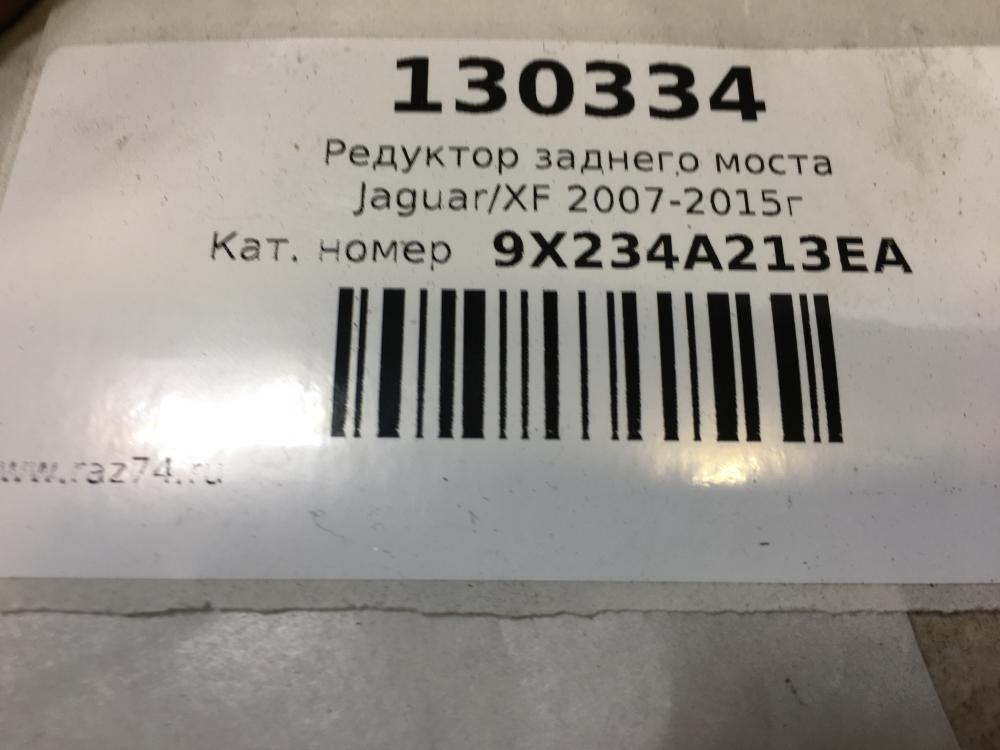 130334
Редуктор заднего моста
Jaguar/XF 2007-2015г
Кат. номер 9X234A213EA
www.raz74.ru